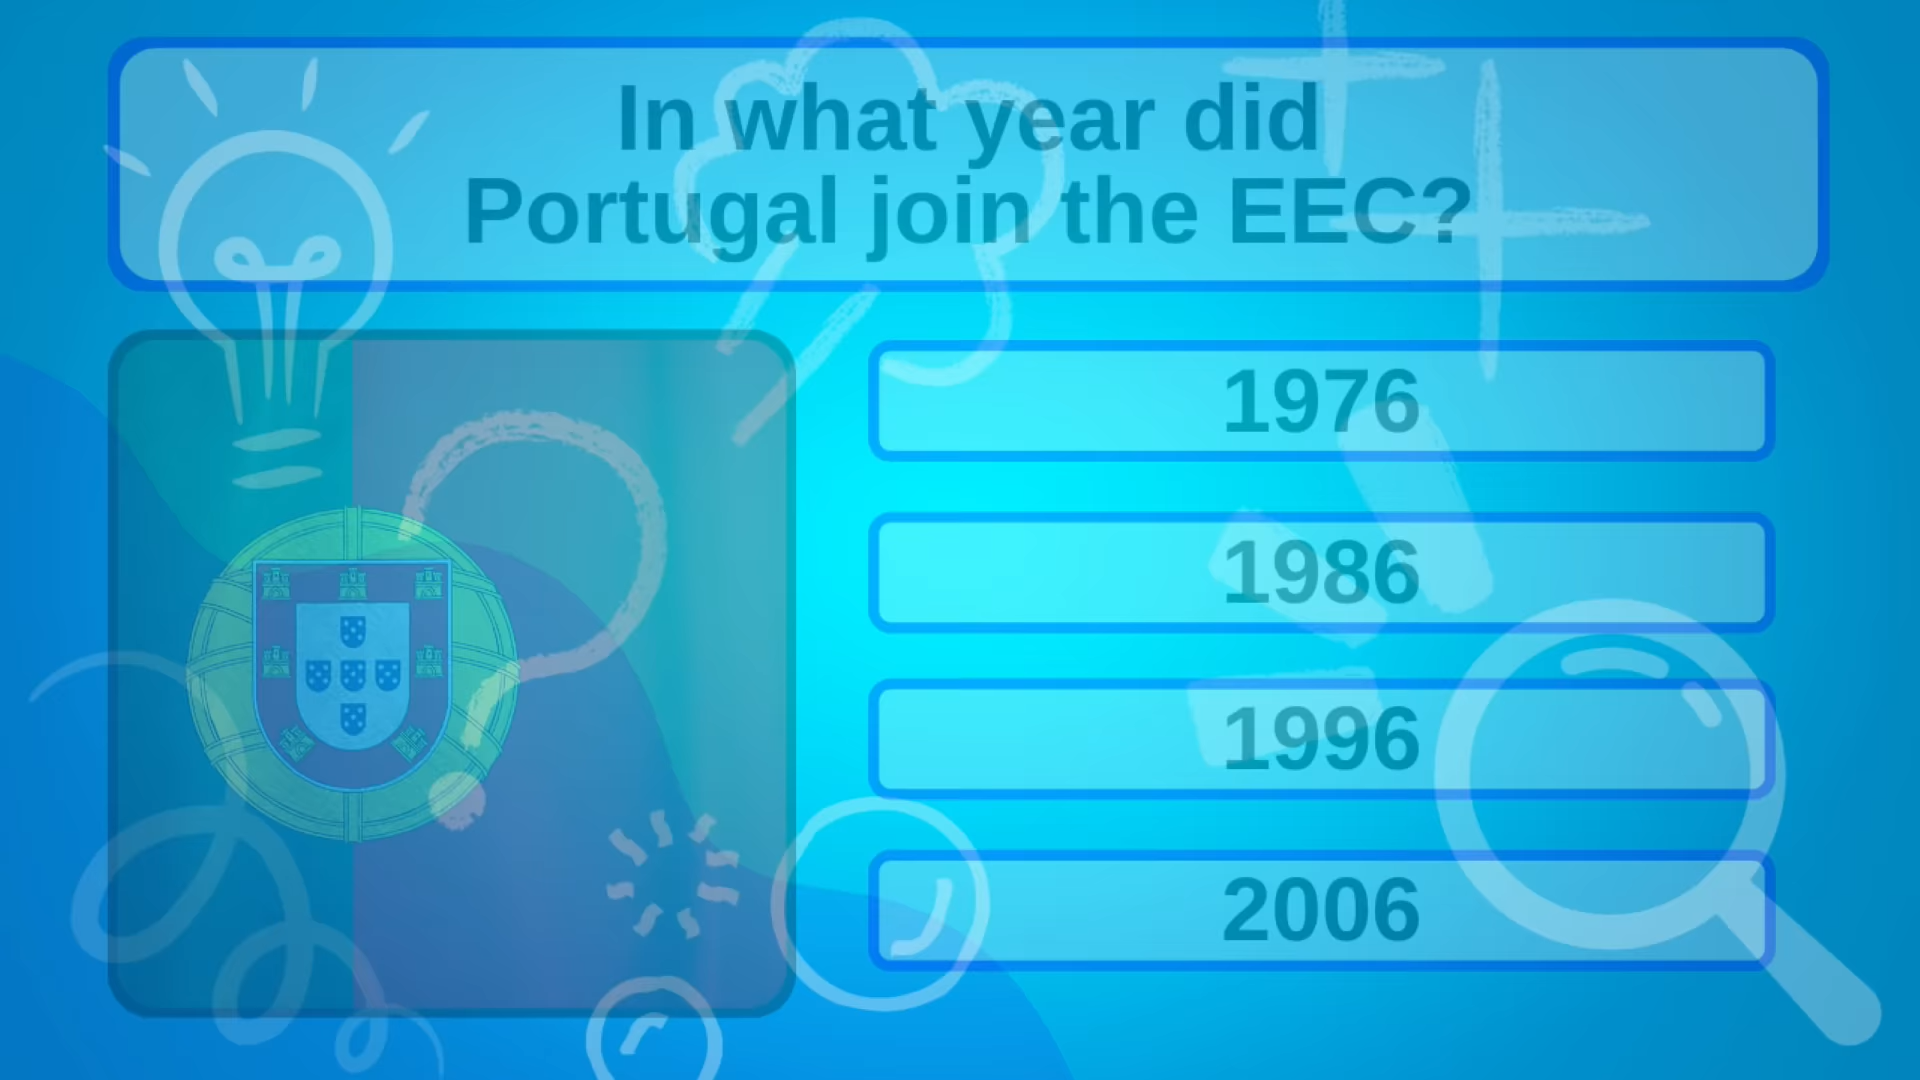 In what year did
Portugal join the EEC?
1976
1986
1996
2006